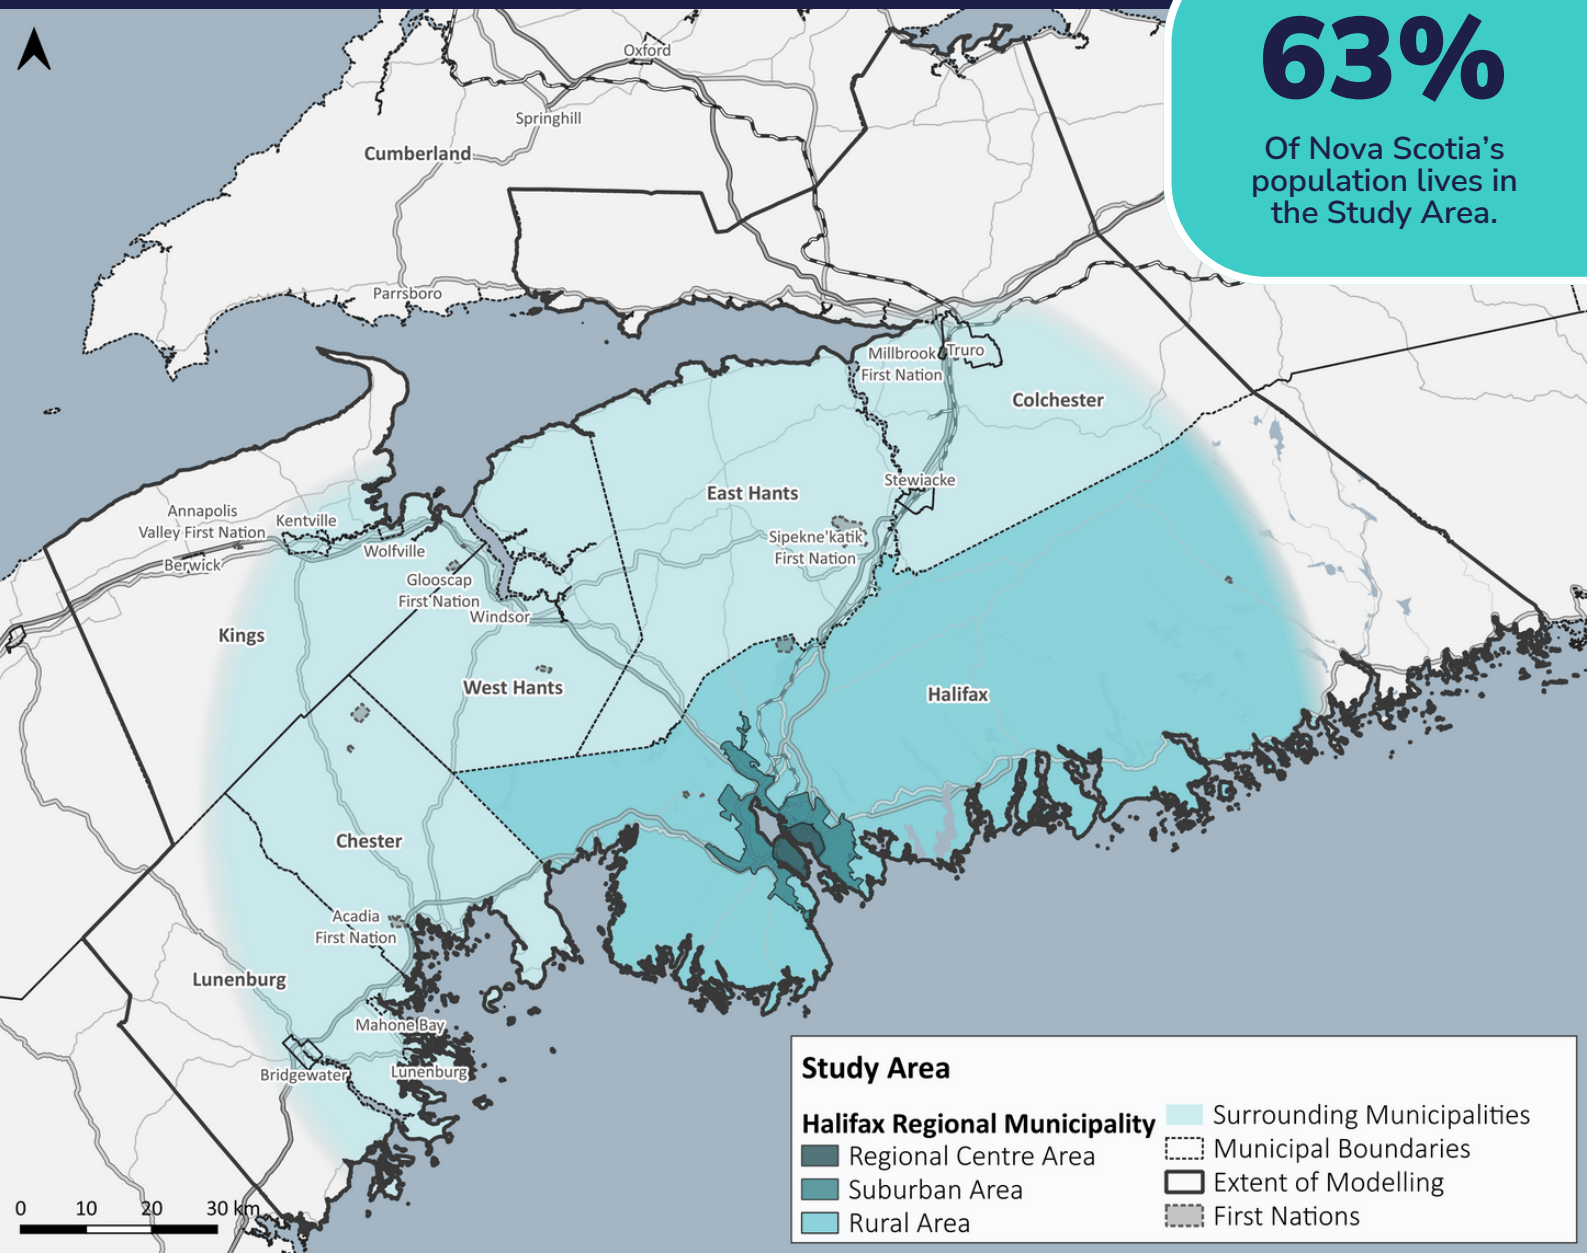 63%
Of Nova Scotia's
population lives in
the Study Area.
Oxford
Springhill
Cumberland
Parrsboro
Millbrook
First Nation
Truro
Colchester
Stewiacke
East Hants
Sipekne'katik
First Nation
Annapolis
Valley First Nation
Kentville
Berwick
Wolfville
Glooscap
First Nation
Windsor
Kings
West Hants
Halifax
Chester
Acadia
First Nation
Lunenburg
Mahone Bay
Bridgewater
Lunenburg
0 10 20 30 km
Study Area
Halifax Regional Municipality
Regional Centre Area
Suburban Area
Rural Area
Surrounding Municipalities
Municipal Boundaries
Extent of Modelling
First Nations